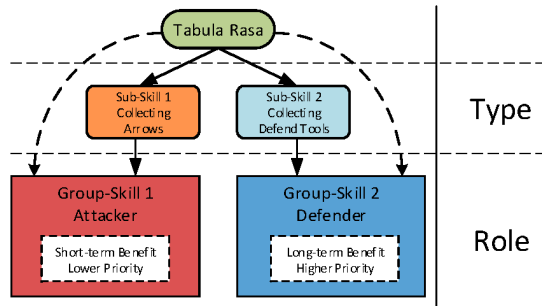 Tabula Rasa
Sub-Skill 1
Collecting
Arrows
Sub-Skill 2
Collecting
Defend Tools
Type
Group-Skill 1
Attacker
Short-term Benefit
Lower Priority
Group-Skill 2
Defender
Long-term Benefit
Higher Priority
Role